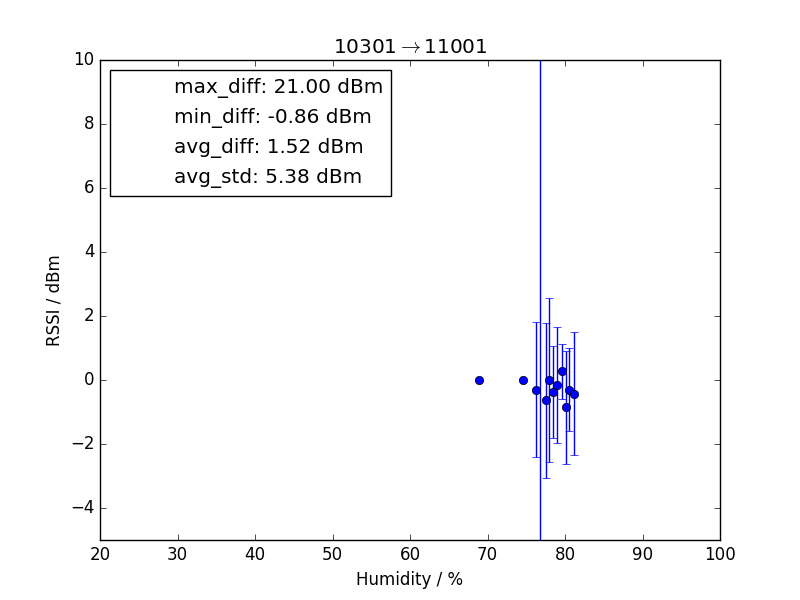 10301→11001
max_diff: 21.00 dBm
min_diff: -0.86 dBm
avg_diff: 1.52 dBm
avg_std: 5.38 dBm
RSSI / dBm
10
8
6
4
2
0
−2
−4
20 30 40 50 60 70 80 90 100
Humidity / %